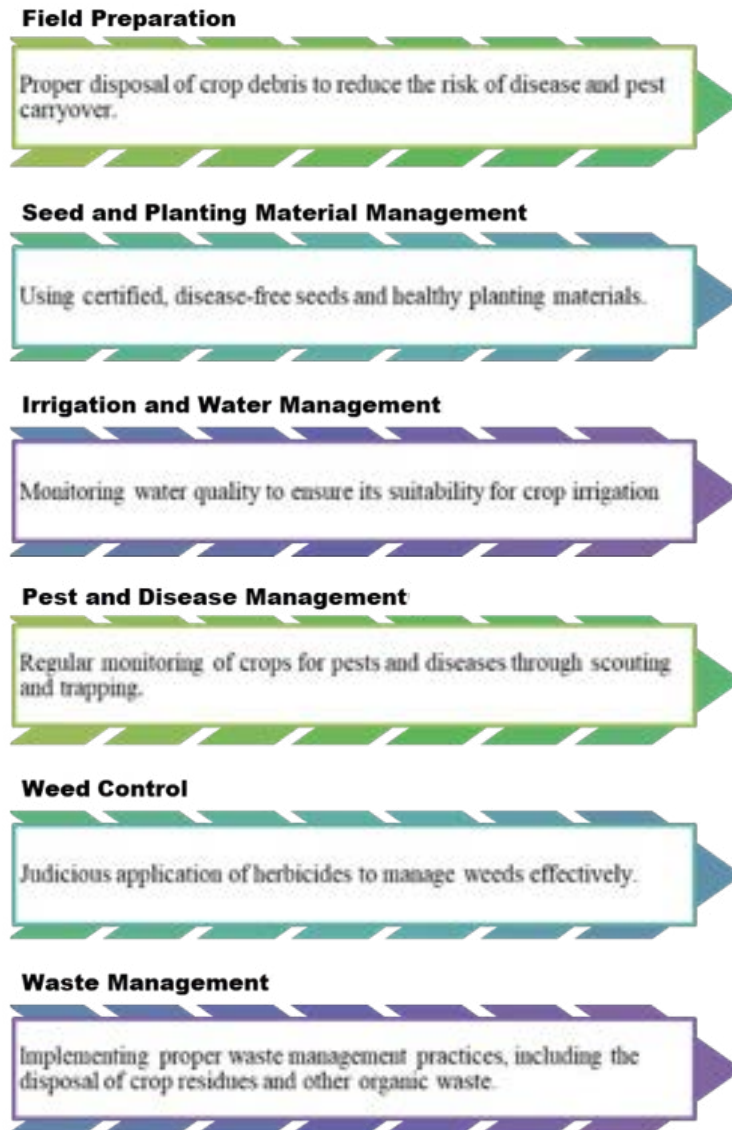 Field Preparation
Proper disposal of crop debris to reduce the risk of disease and pest
carryover.
Seed and Planting Material Management
Using certified, disease-free seeds and healthy planting materials.
Irrigation and Water Management
Monitoring water quality to ensure its suitability for crop irrigation
Pest and Disease Management
Regular monitoring of crops for pests and diseases through scouting
and trapping.
Weed Control
Judicious application of herbicides to manage weeds effectively.
Waste Management
Implementing proper waste management practices, including the
disposal of crop residues and other organic waste.